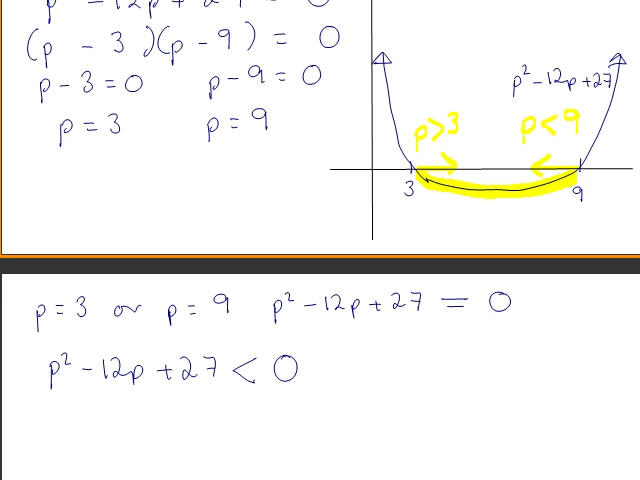 (p - 3)(p - 9) = 0
p - 3 = 0 p - 9 = 0
p = 3 p = 9
p² - 12p + 27
p > 3 p < 9
3 9
p = 3 or p = 9 p² - 12p + 27 = 0
p² - 12p + 27 < 0